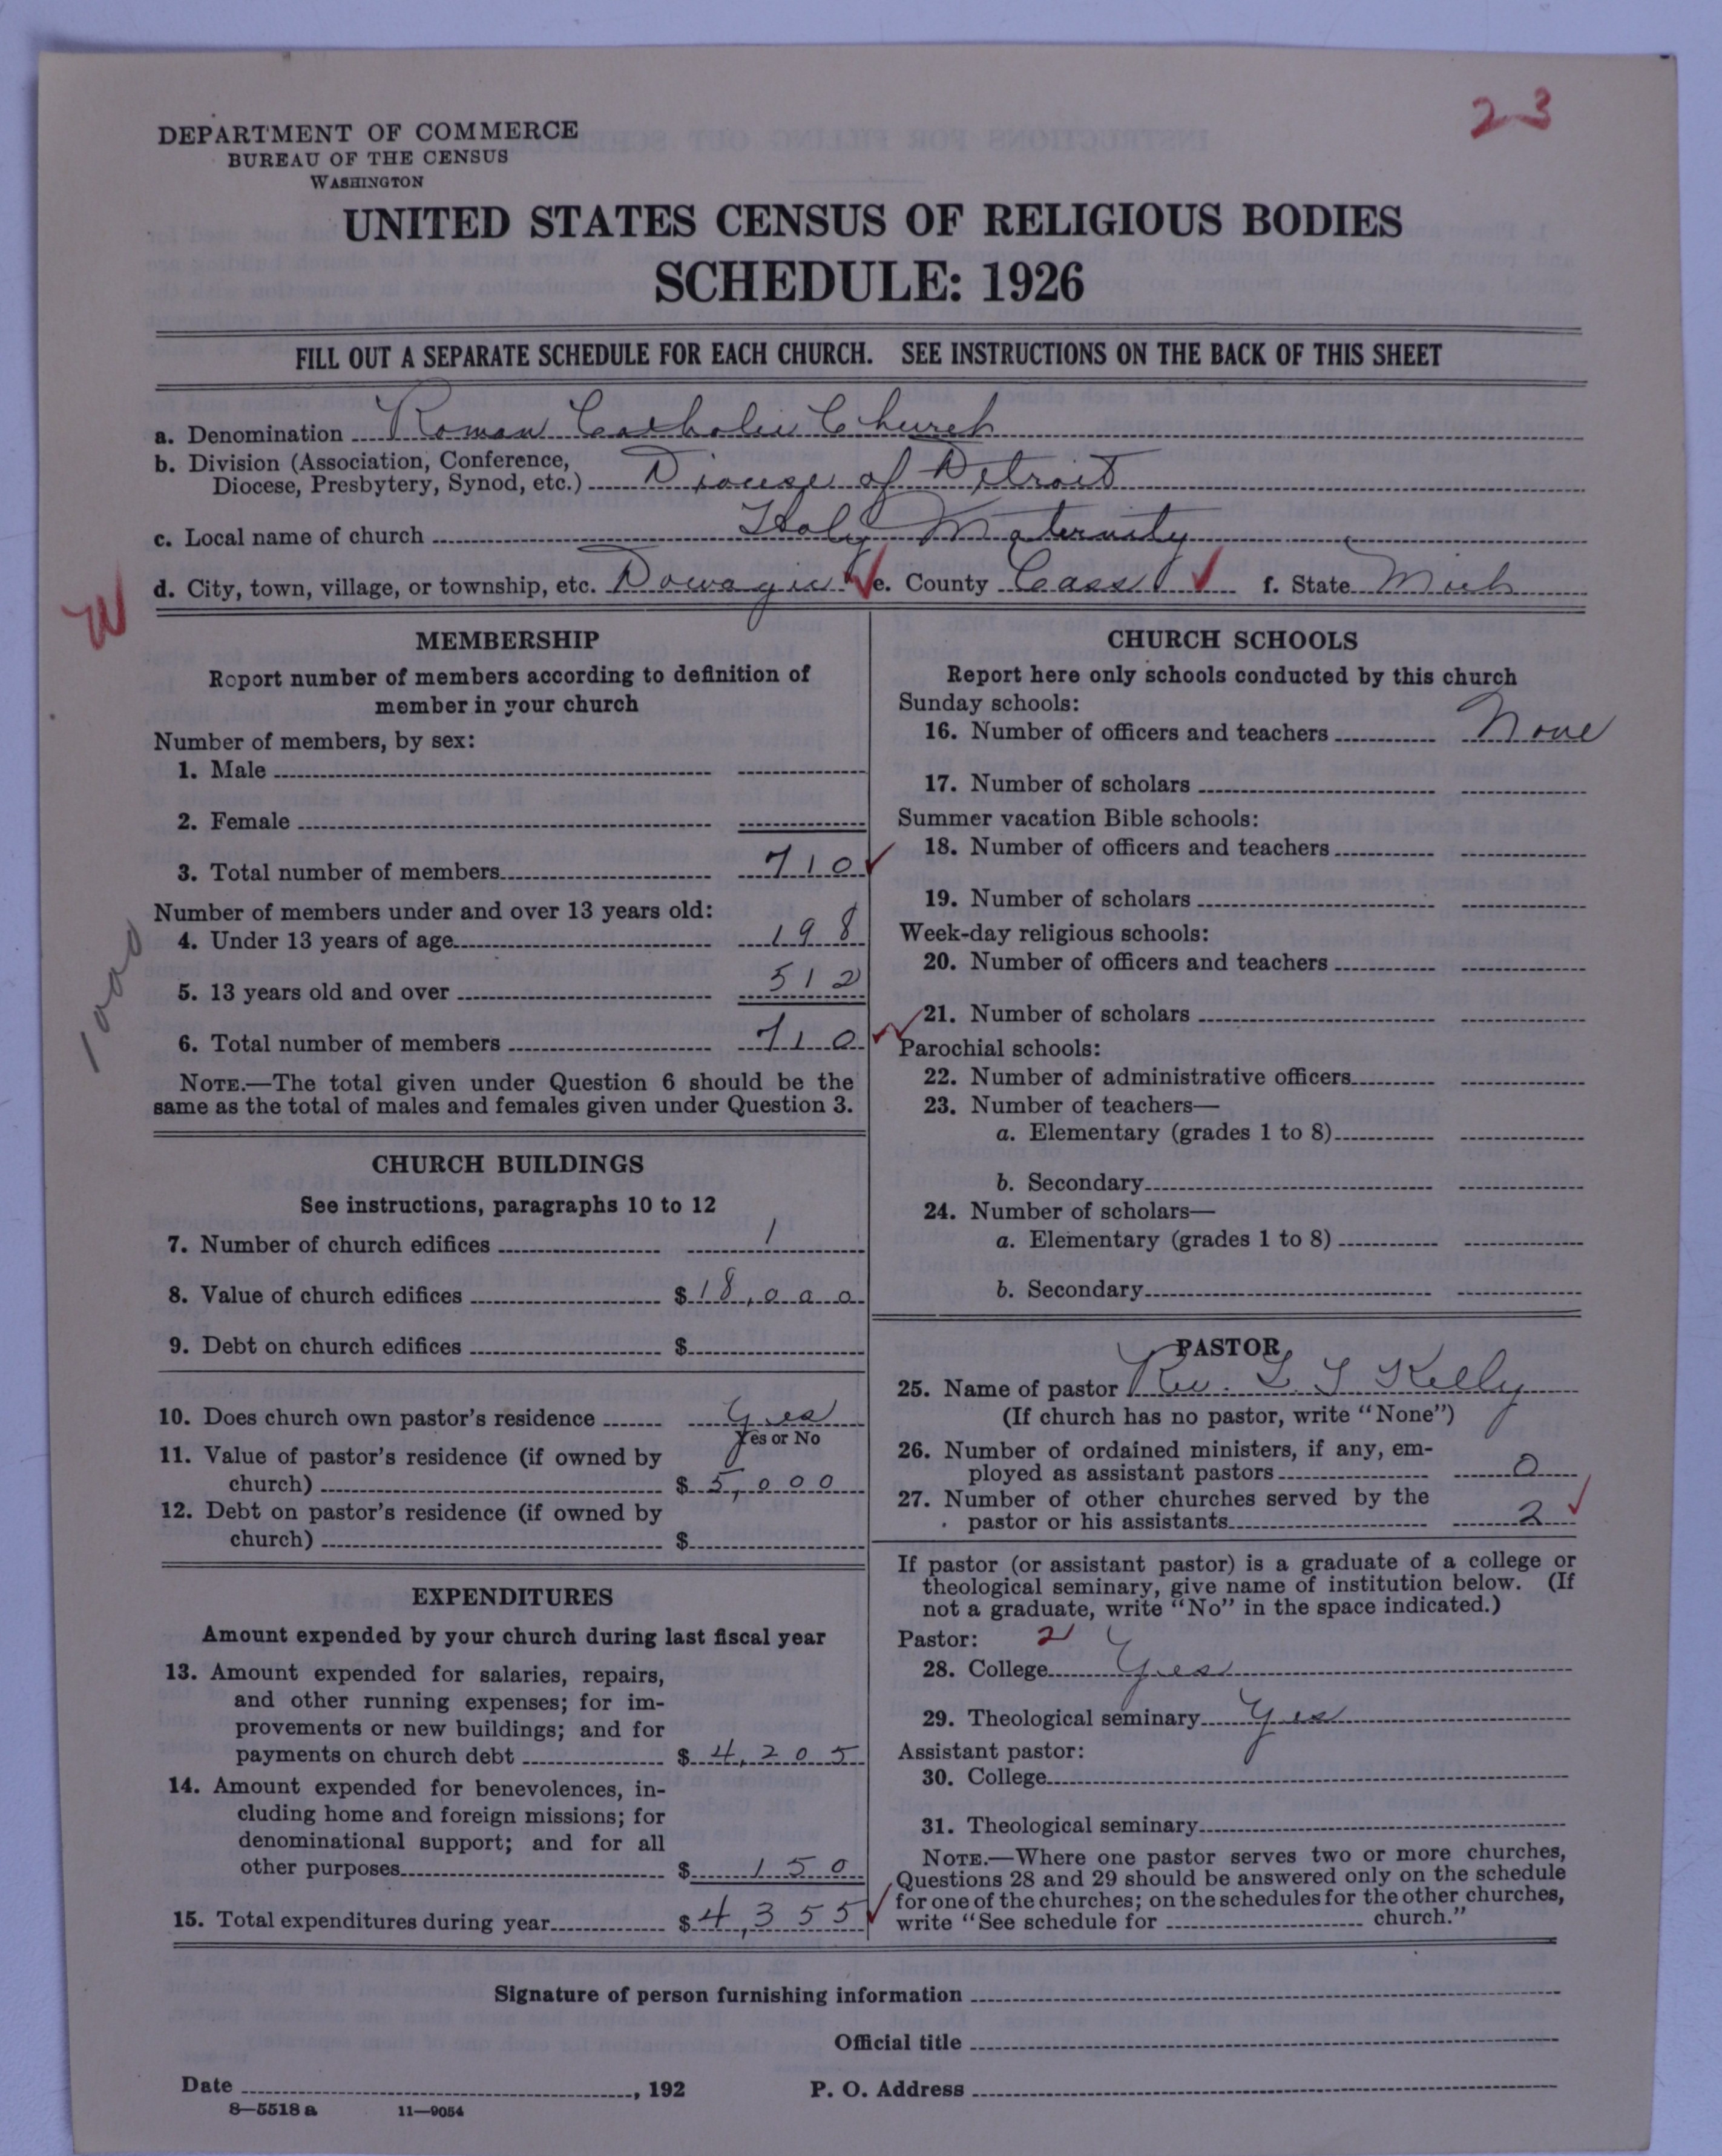 23
DEPARTMENT OF COMMERCE
BUREAU OF THE CENSUS
WASHINGTON
UNITED STATES CENSUS OF RELIGIOUS BODIES
SCHEDULE: 1926
FILL OUT A SEPARATE SCHEDULE FOR EACH CHURCH. SEE INSTRUCTIONS ON THE BACK OF THIS SHEET
a. Denomination Roman Catholic Church
b. Division (Association, Conference,
Diocese, Presbytery, Synod, etc.) Diocese of Detroit
c. Local name of church Holy Maternity
d. City, town, village, or township, etc. Dowagiac e. County Cass f. State Mich
W
MEMBERSHIP
Report number of members according to definition of
member in your church
Number of members, by sex:
1. Male
2. Female
3. Total number of members 710
Number of members under and over 13 years old:
4. Under 13 years of age 198
5. 13 years old and over 512
6. Total number of members 710
1000
NOTE.—The total given under Question 6 should be the
same as the total of males and females given under Question 3.
CHURCH BUILDINGS
See instructions, paragraphs 10 to 12
7. Number of church edifices 1
8. Value of church edifices $18,000
9. Debt on church edifices $
10. Does church own pastor's residence Yes
Yes or No
11. Value of pastor's residence (if owned by
church) $5,000
12. Debt on pastor's residence (if owned by
church) $
EXPENDITURES
Amount expended by your church during last fiscal year
13. Amount expended for salaries, repairs,
and other running expenses; for im-
provements or new buildings; and for
payments on church debt $4,205
14. Amount expended for benevolences, in-
cluding home and foreign missions; for
denominational support; and for all
other purposes $150
15. Total expenditures during year $4,355
CHURCH SCHOOLS
Report here only schools conducted by this church
Sunday schools:
16. Number of officers and teachers None
17. Number of scholars
Summer vacation Bible schools:
18. Number of officers and teachers
19. Number of scholars
Week-day religious schools:
20. Number of officers and teachers
21. Number of scholars
Parochial schools:
22. Number of administrative officers
23. Number of teachers—
a. Elementary (grades 1 to 8)
b. Secondary
24. Number of scholars—
a. Elementary (grades 1 to 8)
b. Secondary
PASTOR
25. Name of pastor Rev. Kelly
(If church has no pastor, write "None")
26. Number of ordained ministers, if any, em-
ployed as assistant pastors 0
27. Number of other churches served by the
pastor or his assistants 2
If pastor (or assistant pastor) is a graduate of a college or
theological seminary, give name of institution below. (If
not a graduate, write "No" in the space indicated.)
Pastor: 2
28. College Yes
29. Theological seminary Yes
Assistant pastor:
30. College
31. Theological seminary
NOTE.—Where one pastor serves two or more churches,
Questions 28 and 29 should be answered only on the schedule
for one of the churches; on the schedules for the other churches,
write "See schedule for church."
Signature of person furnishing information
Official title
Date , 192 P. O. Address
8—5518 a 11—9054